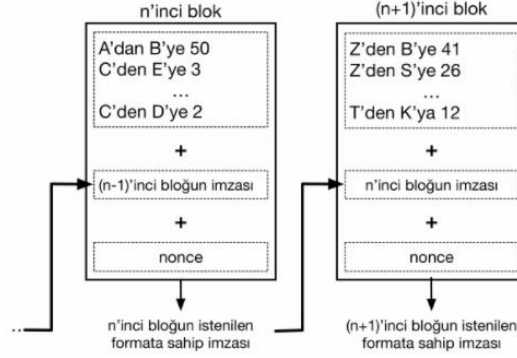 n'inci blok
A'dan B'ye 50
C'den E'ye 3
...
C'den D'ye 2
+
(n-1)'inci bloğun imzası
+
nonce
n'inci bloğun istenilen
formata sahip imzası
(n+1)'inci blok
Z'den B'ye 41
Z'den S'ye 26
...
T'den K'ya 12
+
n'inci bloğun imzası
+
nonce
(n+1)'inci bloğun istenilen
formata sahip imzası
..